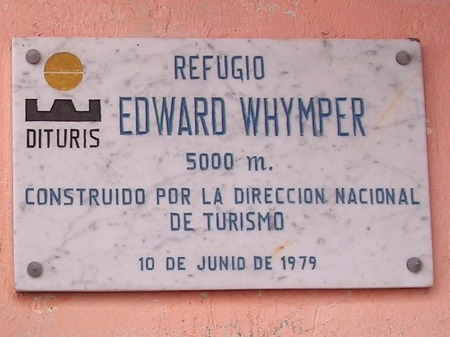 REFUGIO
EDWARD WHYMPER
DITURIS
5000 m.
CONSTRUIDO POR LA DIRECCION NACIONAL
DE TURISMO
10 DE JUNIO DE 1979